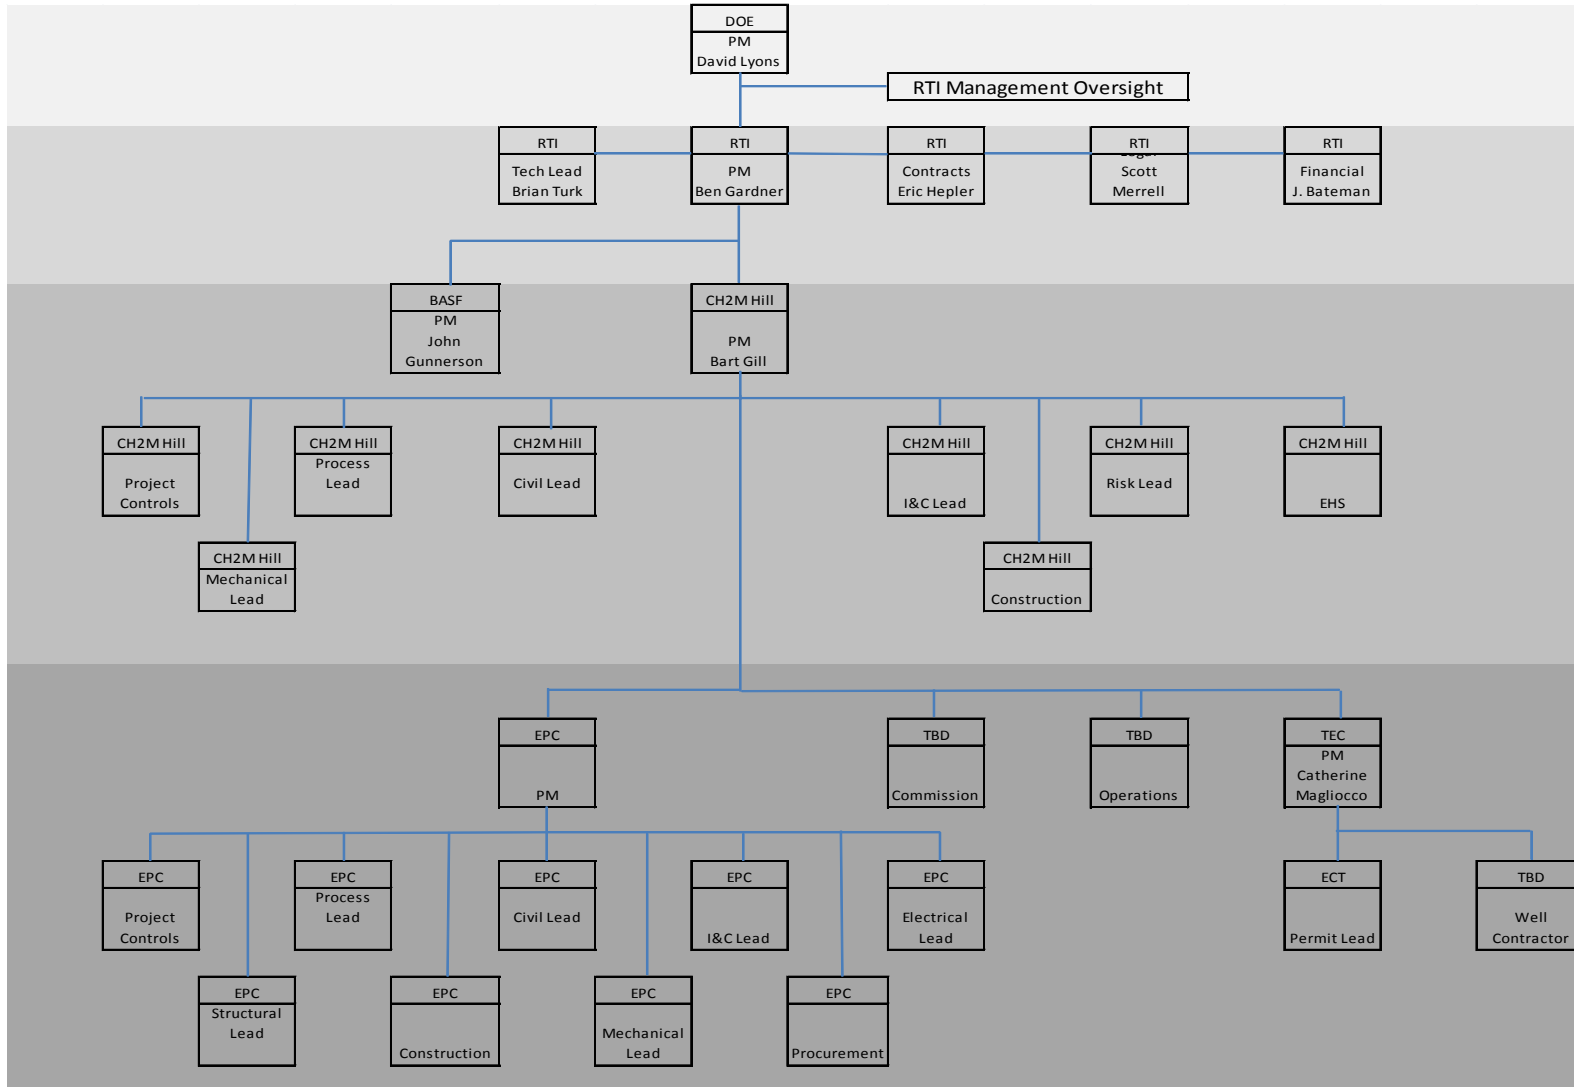 DOE
PM
David Lyons
RTI Management Oversight
RTI
Tech Lead
Brian Turk
RTI
PM
Ben Gardner
RTI
Contracts
Eric Hepler
RTI
Legal
Scott
Merrell
RTI
Financial
J. Bateman
BASF
PM
John
Gunnerson
CH2M Hill
PM
Bart Gill
CH2M Hill
Project
Controls
CH2M Hill
Process
Lead
CH2M Hill
Civil Lead
CH2M Hill
I&C Lead
CH2M Hill
Risk Lead
CH2M Hill
EHS
CH2M Hill
Mechanical
Lead
CH2M Hill
Construction
EPC
PM
TBD
Commission
TBD
Operations
TEC
PM
Catherine
Magliocco
EPC
Project
Controls
EPC
Process
Lead
EPC
Civil Lead
EPC
I&C Lead
EPC
Electrical
Lead
ECT
Permit Lead
TBD
Well
Contractor
EPC
Structural
Lead
EPC
Construction
EPC
Mechanical
Lead
EPC
Procurement